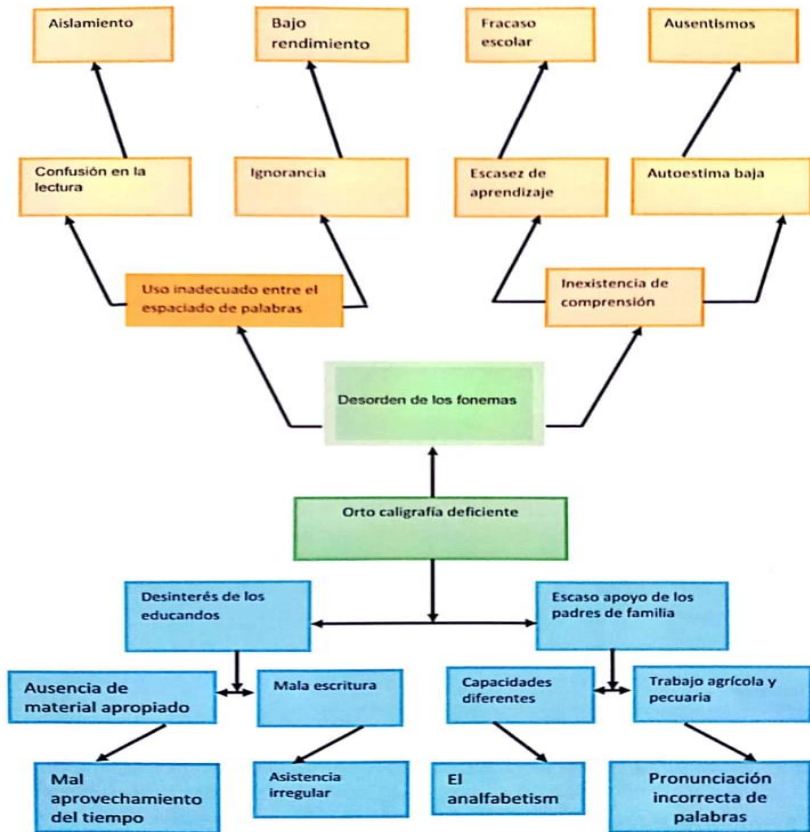 Aislamiento
Bajo
rendimiento
Fracaso
escolar
Ausentismos
Confusión en la
lectura
Ignorancia
Escasez de
aprendizaje
Autoestima baja
Uso inadecuado entre el
espaciado de palabras
Inexistencia de
comprensión
Desorden de los fonemas
Orto caligrafía deficiente
Desinterés de los
educandos
Escaso apoyo de los
padres de familia
Ausencia de
material apropiado
Mala escritura
Capacidades
diferentes
Trabajo agrícola y
pecuaria
Mal
aprovechamiento
del tiempo
Asistencia
irregular
El
analfabetism
Pronunciación
incorrecta de
palabras